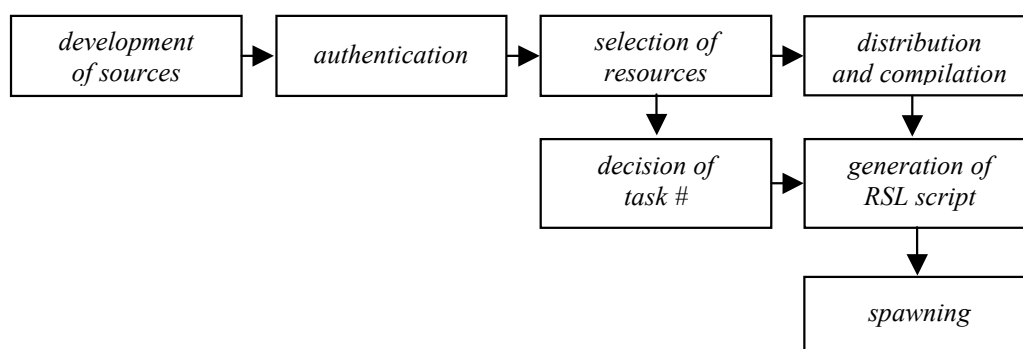 development
of sources
authentication
selection of
resources
distribution
and compilation
decision of
task #
generation of
RSL script
spawning